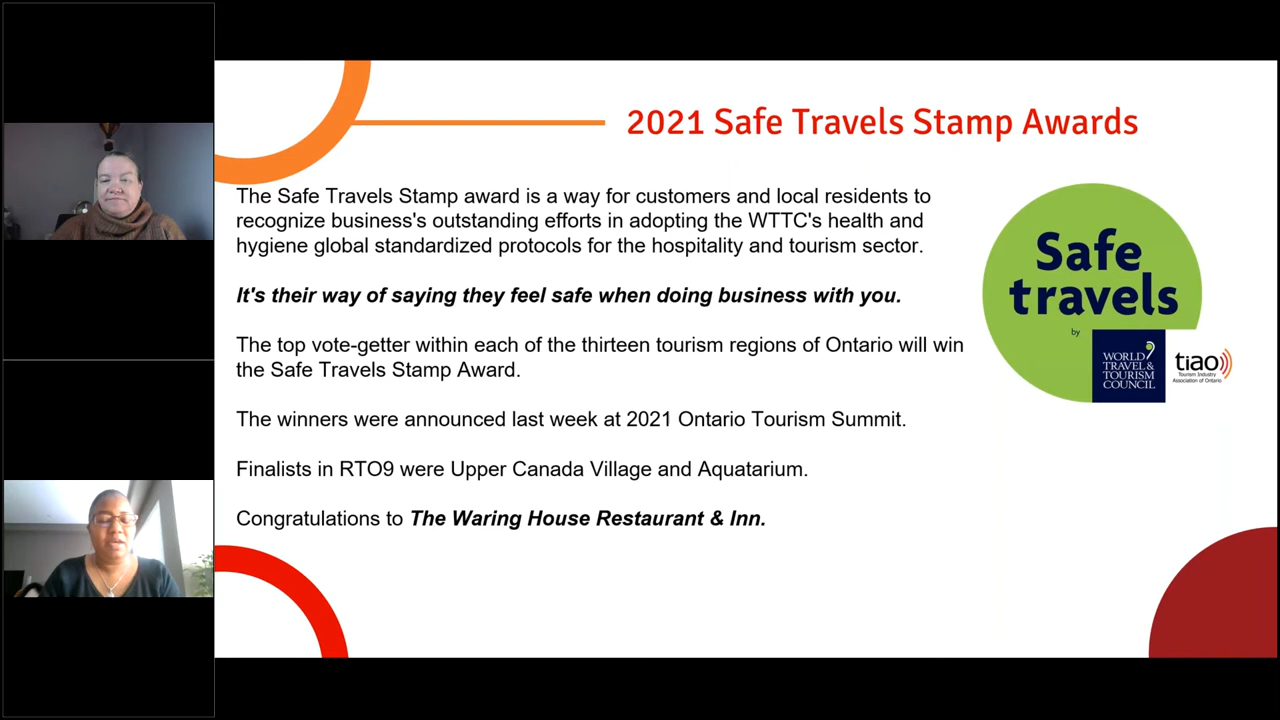 2021 Safe Travels Stamp Awards
The Safe Travels Stamp award is a way for customers and local residents to
recognize business's outstanding efforts in adopting the WTTC's health and
hygiene global standardized protocols for the hospitality and tourism sector.
It's their way of saying they feel safe when doing business with you.
The top vote-getter within each of the thirteen tourism regions of Ontario will win
the Safe Travels Stamp Award.
The winners were announced last week at 2021 Ontario Tourism Summit.
Finalists in RTO9 were Upper Canada Village and Aquatarium.
Congratulations to The Waring House Restaurant & Inn.
Safe
travels
by
WORLD
TRAVEL &
TOURISM
COUNCIL
tiao
Tourism Industry
Association of Ontario